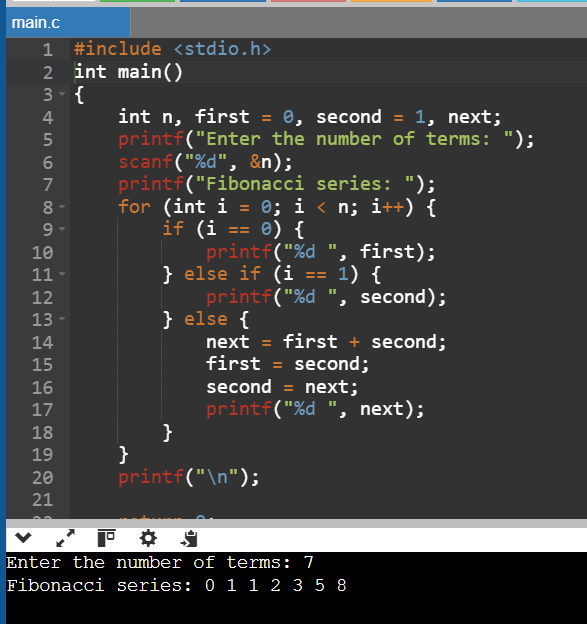 main.c
1 #include <stdio.h>
2 int main()
3 {
4 int n, first = 0, second = 1, next;
5 printf("Enter the number of terms: ");
6 scanf("%d", &n);
7 printf("Fibonacci series: ");
8 for (int i = 0; i < n; i++) {
9 if (i == 0) {
10 printf("%d ", first);
11 } else if (i == 1) {
12 printf("%d ", second);
13 } else {
14 next = first + second;
15 first = second;
16 second = next;
17 printf("%d ", next);
18 }
19 }
20 printf("\n");
21
Enter the number of terms: 7
Fibonacci series: 0 1 1 2 3 5 8